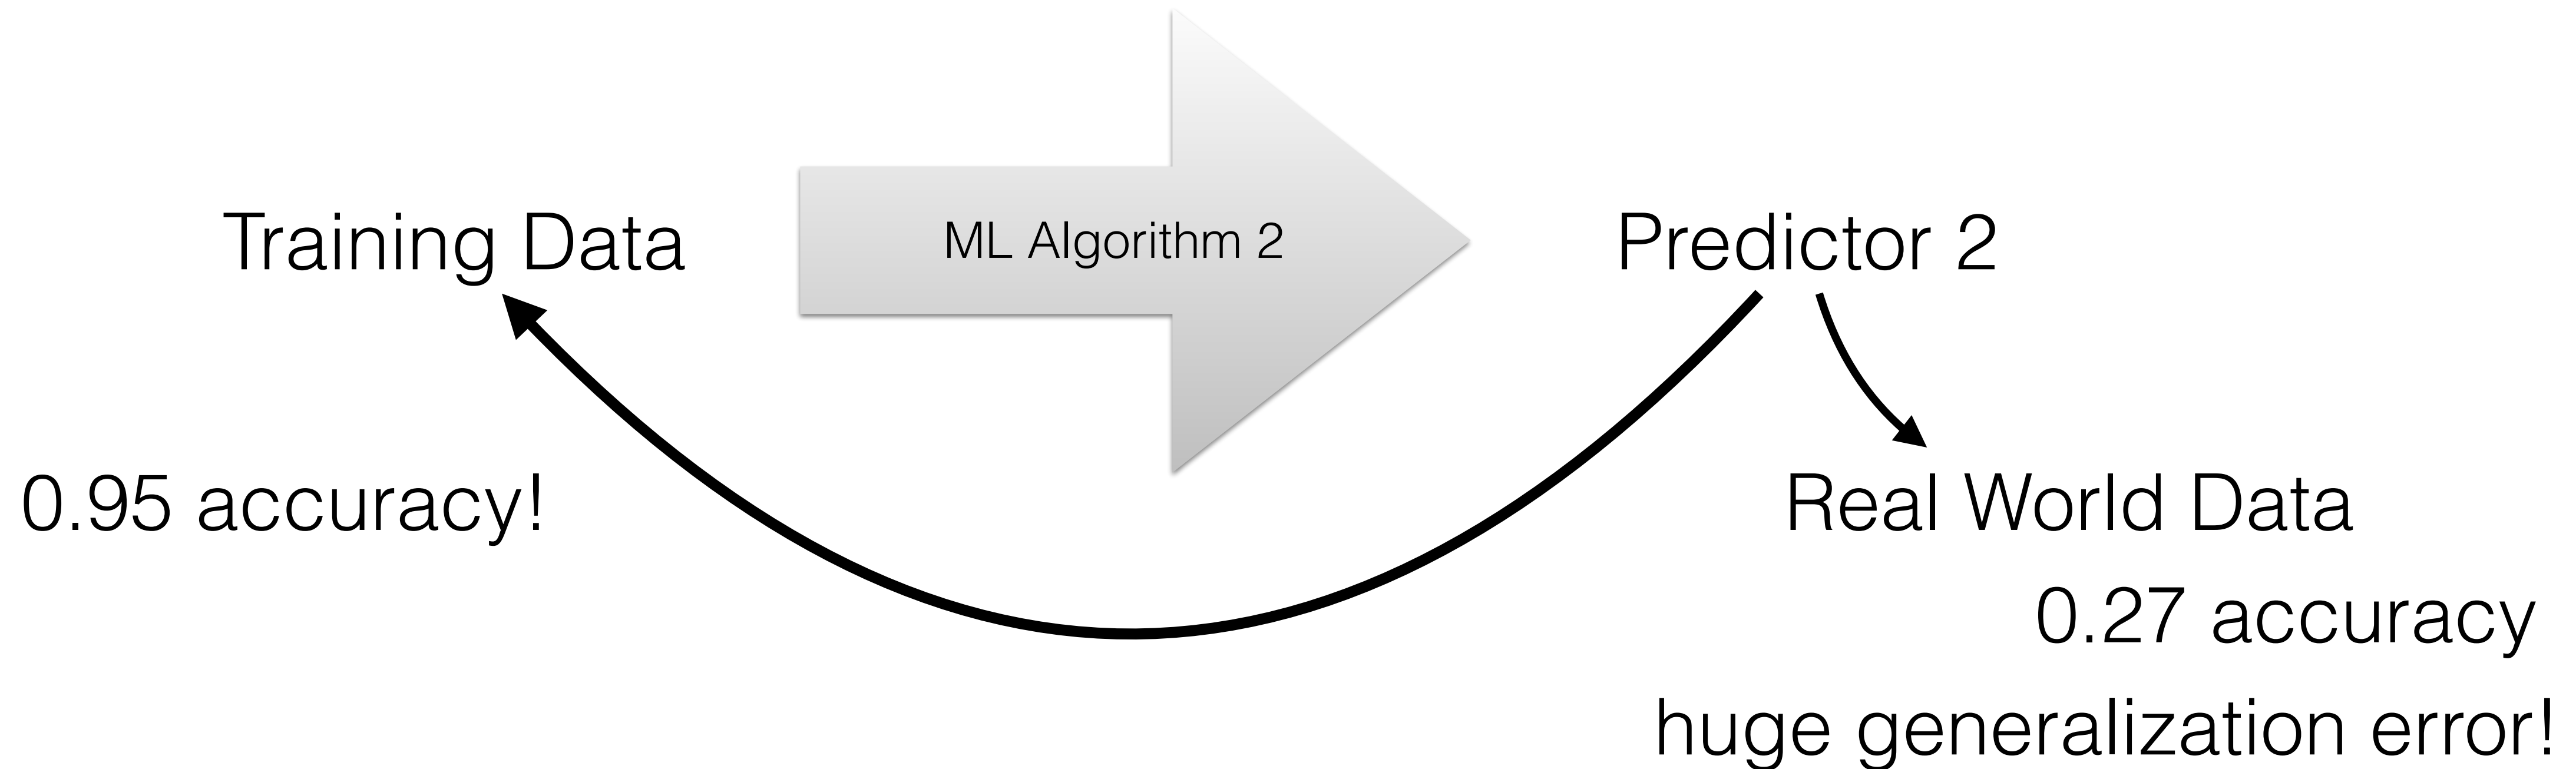 Training Data
ML Algorithm 2
Predictor 2
0.95 accuracy!
Real World Data
0.27 accuracy
huge generalization error!